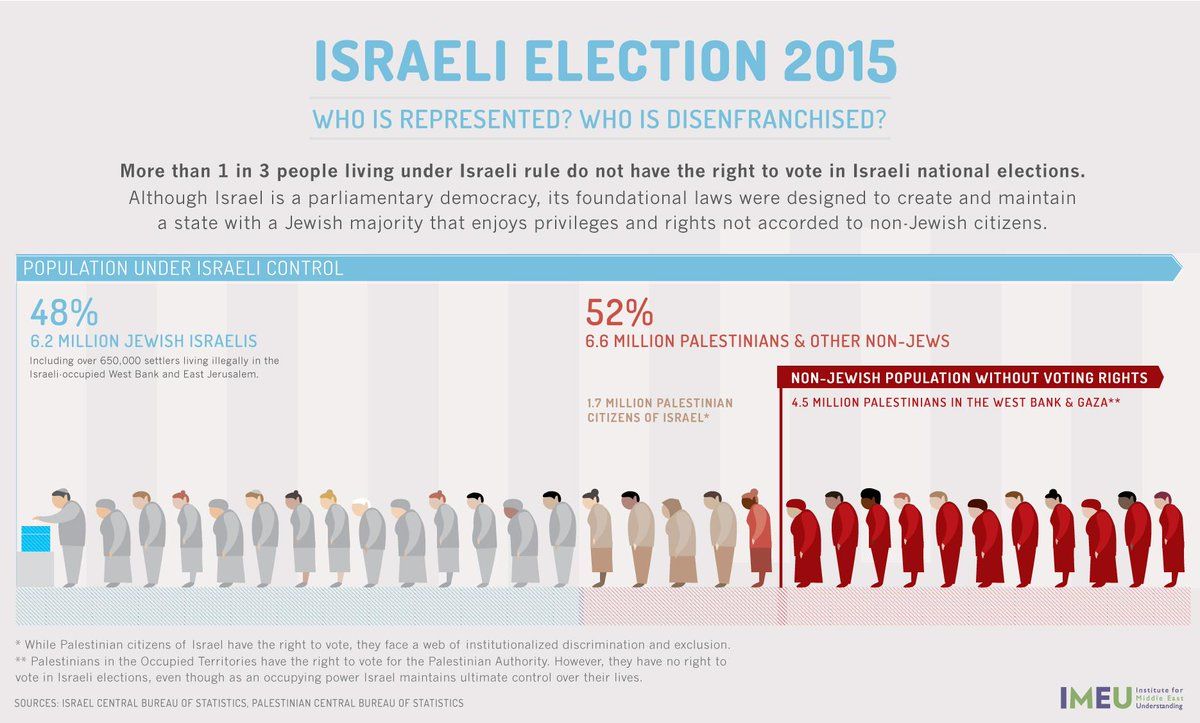 ISRAELI ELECTION 2015
WHO IS REPRESENTED? WHO IS DISENFRANCHISED?
More than 1 in 3 people living under Israeli rule do not have the right to vote in Israeli national elections.
Although Israel is a parliamentary democracy, its foundational laws were designed to create and maintain
a state with a Jewish majority that enjoys privileges and rights not accorded to non-Jewish citizens.
POPULATION UNDER ISRAELI CONTROL
48%
6.2 MILLION JEWISH ISRAELIS
Including over 650,000 settlers living illegally in the
Israeli-occupied West Bank and East Jerusalem.
52%
6.6 MILLION PALESTINIANS & OTHER NON-JEWS
1.7 MILLION PALESTINIAN
CITIZENS OF ISRAEL*
NON-JEWISH POPULATION WITHOUT VOTING RIGHTS
4.5 MILLION PALESTINIANS IN THE WEST BANK & GAZA**
* While Palestinian citizens of Israel have the right to vote, they face a web of institutionalized discrimination and exclusion.
** Palestinians in the Occupied Territories have the right to vote for the Palestinian Authority. However, they have no right to
vote in Israeli elections, even though as an occupying power Israel maintains ultimate control over their lives.
SOURCES: ISRAEL CENTRAL BUREAU OF STATISTICS, PALESTINIAN CENTRAL BUREAU OF STATISTICS
IMEU
Institute for
Middle East
Understanding